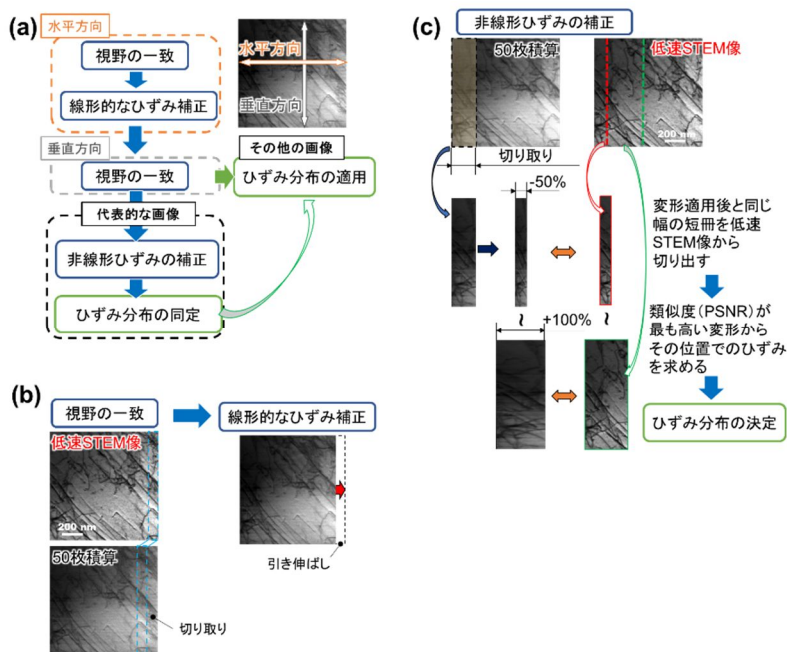 (a)
水平方向
視野の一致
線形的なひずみ補正
水平方向
垂直方向
垂直方向
視野の一致
その他の画像
ひずみ分布の適用
代表的な画像
非線形ひずみの補正
ひずみ分布の同定
(b)
視野の一致
線形的なひずみ補正
低速STEM像
200 nm
50枚積算
切り取り
引き伸ばし
(c)
非線形ひずみの補正
50枚積算
低速STEM像
200 nm
切り取り
-50%
~
~
+100%
変形適用後と同じ
幅の短冊を低速
STEM像から
切り出す
類似度(PSNR)が
最も高い変形から
その位置でのひずみ
を求める
ひずみ分布の決定